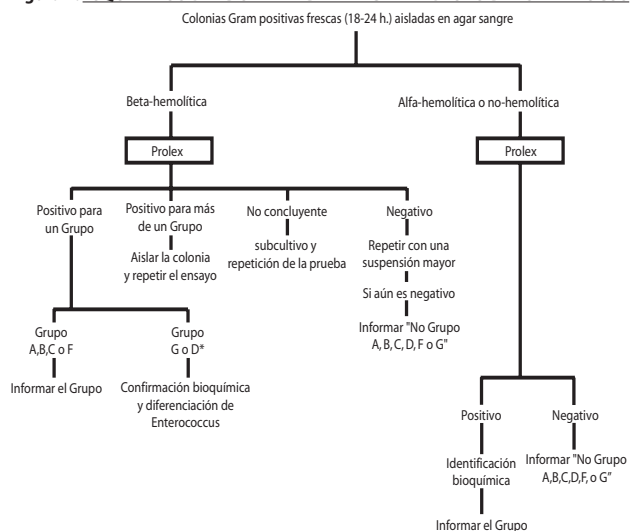 Colonias Gram positivas frescas (18-24 h.) aisladas en agar sangre
Beta-hemolítica
Alfa-hemolítica o no-hemolítica
Prolex
Prolex
Positivo para
un Grupo
Positivo para más
de un Grupo
Aislar la colonia
y repetir el ensayo
No concluyente
subcultivo y
repetición de la prueba
Negativo
Repetir con una
suspensión mayor
Si aún es negativo
Informar "No Grupo
A, B, C, D, F o G"
Grupo
A,B,C o F
Informar el Grupo
Grupo
G o D*
Confirmación bioquímica
y diferenciación de
Enterococcus
Positivo
Identificación
bioquímica
Informar el Grupo
Negativo
Informar "No Grupo
A,B,C,D,F, o G"